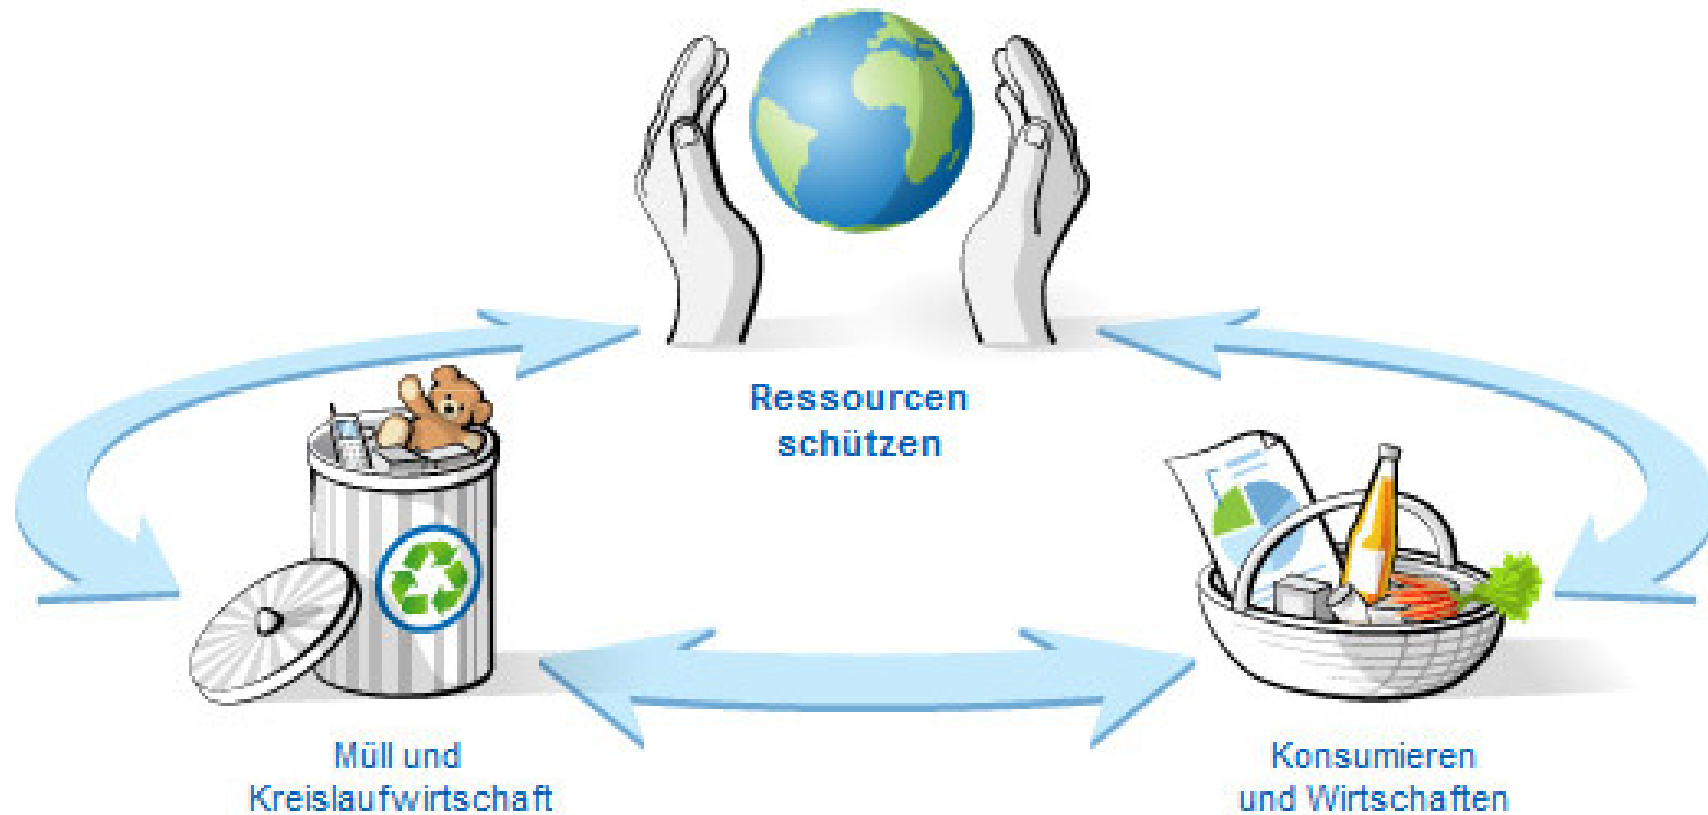 Ressourcen
schützen
Müll und
Kreislaufwirtschaft
Konsumieren
und Wirtschaften